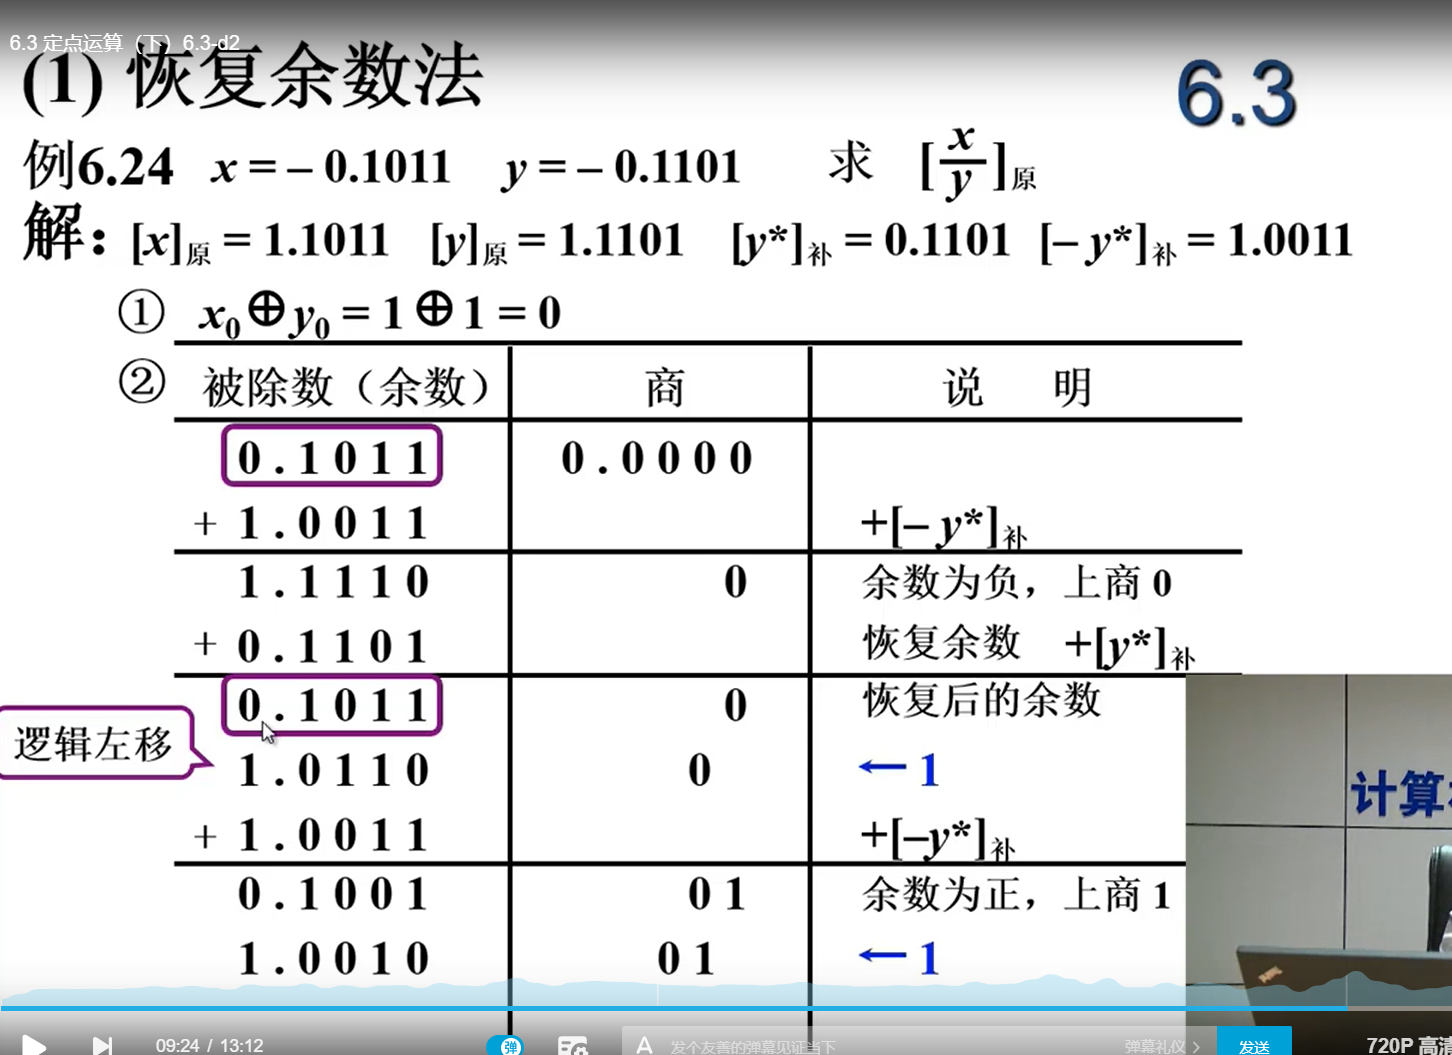 6.3 定点运算（下）6.3-d2
(1) 恢复余数法
6.3
例6.24 x = – 0.1011 y = – 0.1101 求 [x/y]原
解： [x]原 = 1.1011 [y]原 = 1.1101 [y*]补 = 0.1101 [– y*]补 = 1.0011
① x0⊕y0 = 1⊕1 = 0
② 被除数（余数） 商 说 明
0.1011 0.0000
+ 1.0011 +[– y*]补
1.1110 0 余数为负，上商 0
+ 0.1101 恢复余数 +[y*]补
0.1011 0 恢复后的余数
逻辑左移
1.0110 0 ← 1
+ 1.0011 +[–y*]补
0.1001 01 余数为正，上商 1
1.0010 01 ← 1
计算
09:24 / 13:12 弹 A 发个友善的弹幕见证当下 弹幕礼仪 > 发送 720P 高清